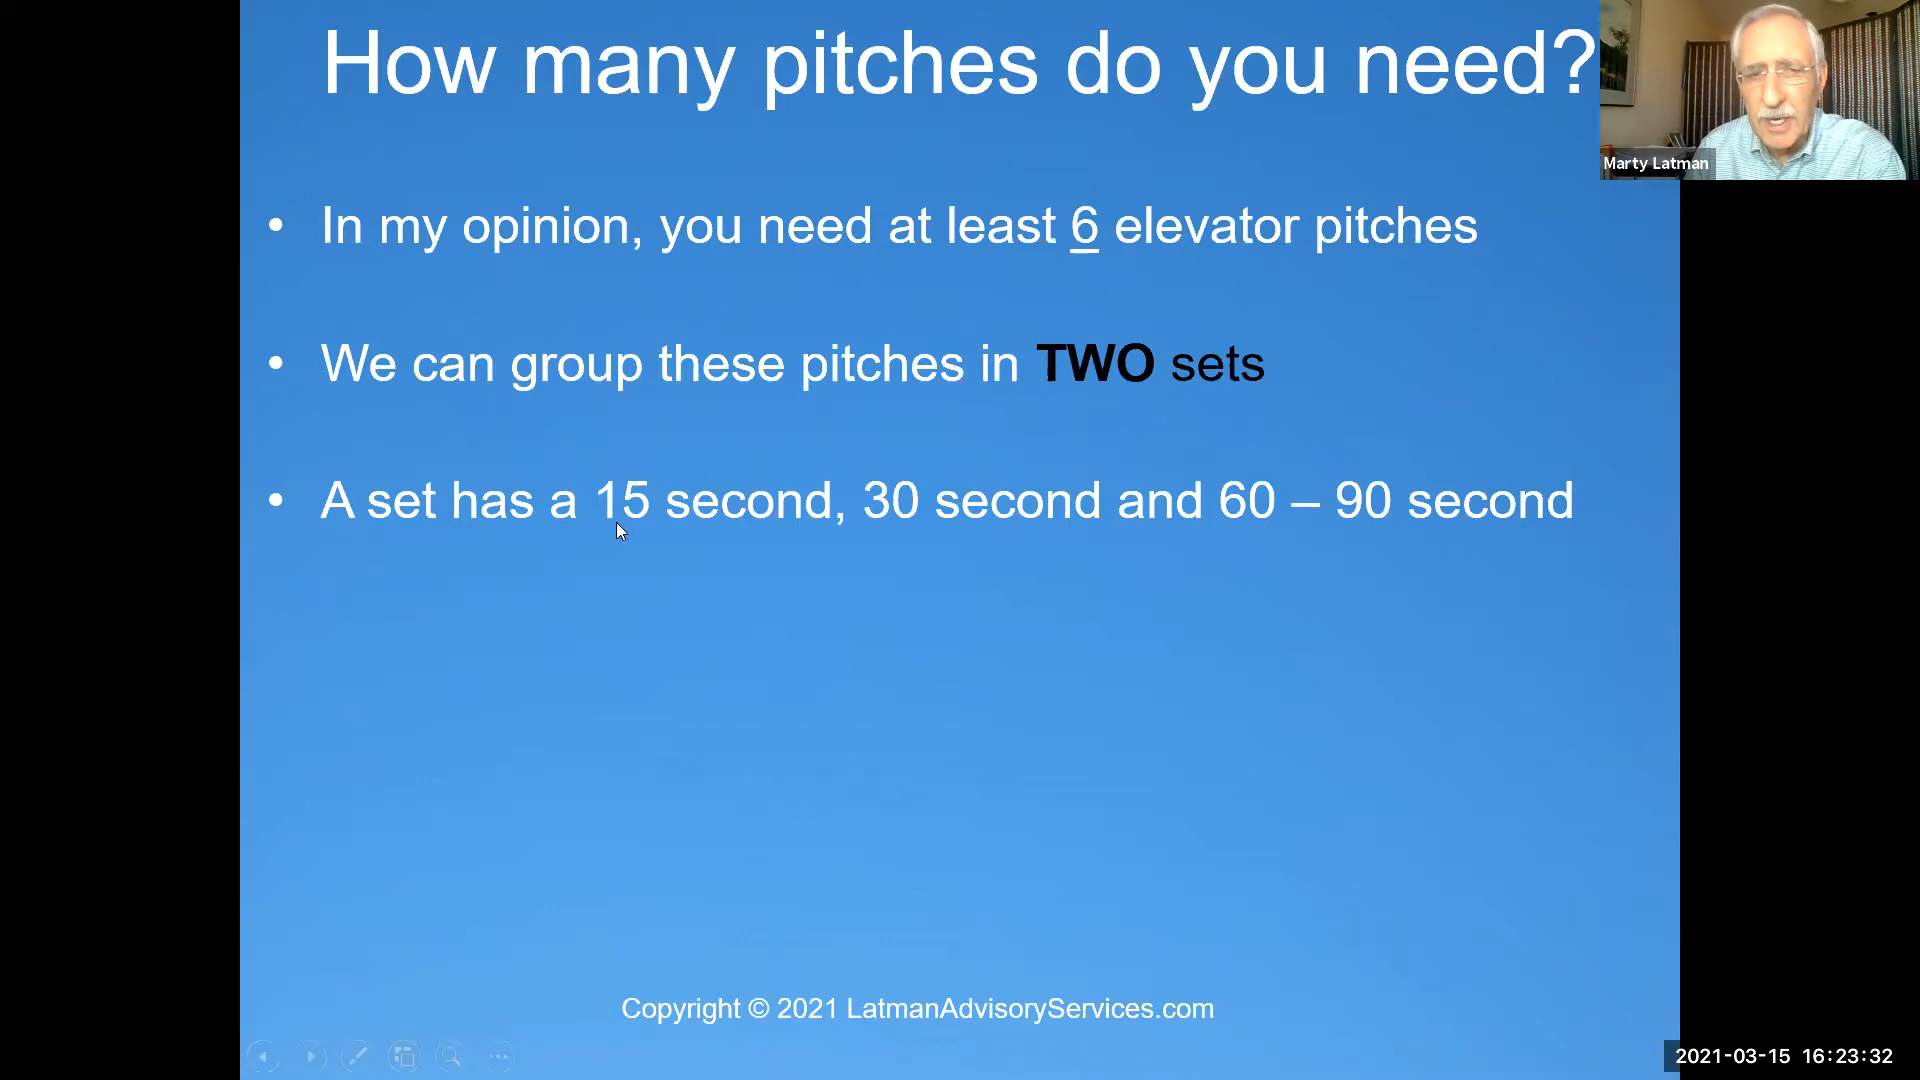 How many pitches do you need?
Marty Latman
• In my opinion, you need at least 6 elevator pitches
• We can group these pitches in TWO sets
• A set has a 15 second, 30 second and 60 – 90 second
Copyright © 2021 LatmanAdvisoryServices.com
2021-03-15 16:23:32